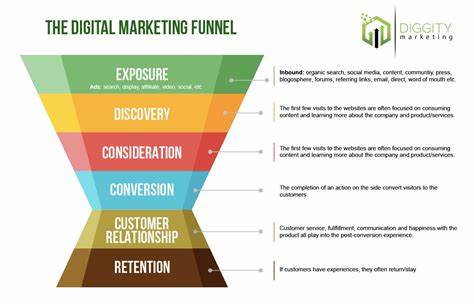 THE DIGITAL MARKETING FUNNEL
DIGGITY
marketing
EXPOSURE
Ads: search, display, affiliate, video, social, etc.
Inbound: organic search, social media, content, community, press,
blogosphere, forums, referring links, email, direct, word of mouth etc.
DISCOVERY
The first few visits to the websites are often focused on consuming
content and learning more about the company and product/services.
CONSIDERATION
The first few visits to the websites are often focused on consuming
content and learning more about the company and product/services.
CONVERSION
The completion of an action on the side convert visitors to the
customers.
CUSTOMER
RELATIONSHIP
Customer service, fulfillment, communication and happiness with the
product all play into the post-conversion experience.
RETENTION
If customers have experiences, they often return/stay